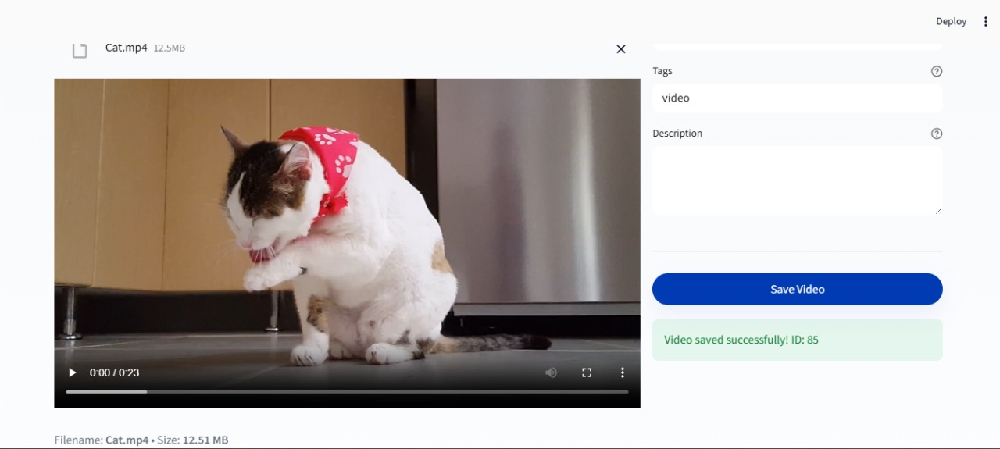 Deploy
Cat.mp4 12.5MB
Tags
video
Description
0:00 / 0:23
Save Video
Video saved successfully! ID: 85
Filename: Cat.mp4 • Size: 12.51 MB